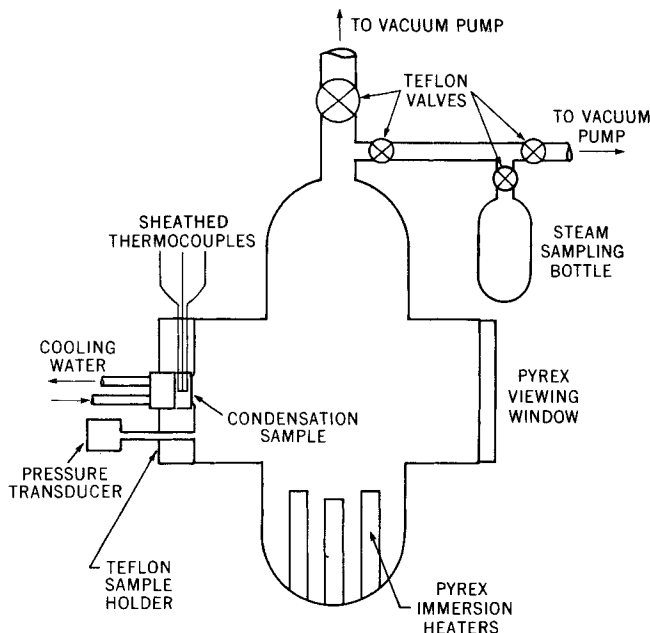 TO VACUUM PUMP
TEFLON
VALVES
TO VACUUM
PUMP
SHEATHED
THERMOCOUPLES
STEAM
SAMPLING
BOTTLE
COOLING
WATER
PYREX
VIEWING
WINDOW
CONDENSATION
SAMPLE
PRESSURE
TRANSDUCER
TEFLON
SAMPLE
HOLDER
PYREX
IMMERSION
HEATERS